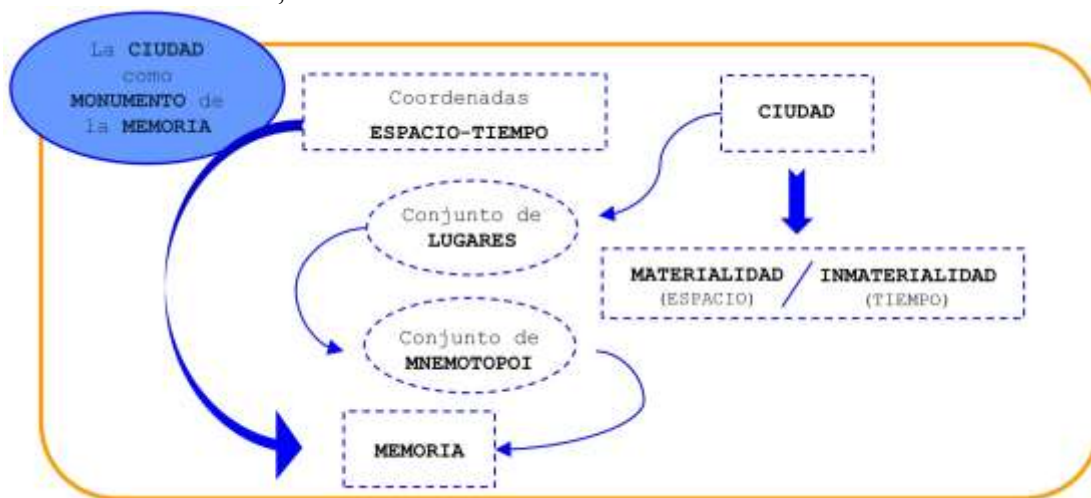 La CIUDAD
como
MONUMENTO de
la MEMORIA
Coordenadas
ESPACIO-TIEMPO
CIUDAD
Conjunto de
LUGARES
MATERIALIDAD / INMATERIALIDAD
(ESPACIO) (TIEMPO)
Conjunto de
MNEMOTOPOI
MEMORIA